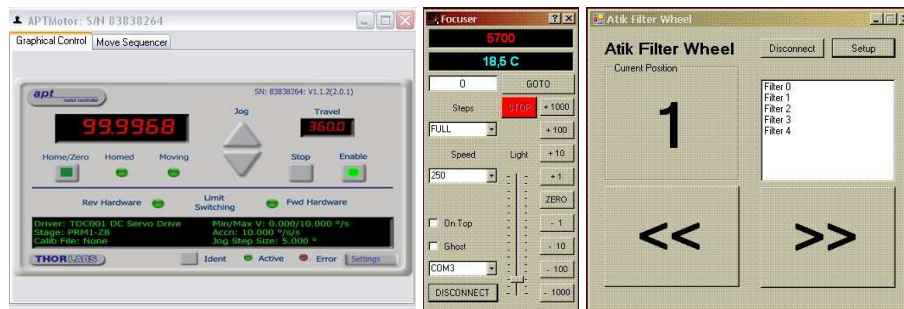 APTMotor: S/N 83838264
Graphical Control Move Sequencer
apt
motor controller
SN: 83838264: V1.1.2(2.0.1)
Jog Travel
99.9968 360.0
Home/Zero Homed Moving Stop Enable
Rev Hardware Limit Switching Fwd Hardware
Driver: TDC001 DC Servo Drive Min/Max V: 0.000/10.000 °/s
Stage: PRM1-Z8 Accn: 10.000 °/s/s
Calib File: None Jog Step Size: 5.000 °
THORLABS Ident Active Error Settings
Focuser
5700
18,5 C
0 GOTO
Steps STOP + 1000
FULL + 100
Speed Light + 10
250 + 1
ZERO
On Top - 1
Ghost - 10
COM3 - 100
DISCONNECT - 1000
Atik Filter Wheel
Atik Filter Wheel Disconnect Setup
Current Position
1
Filter 0
Filter 1
Filter 2
Filter 3
Filter 4
<< >>